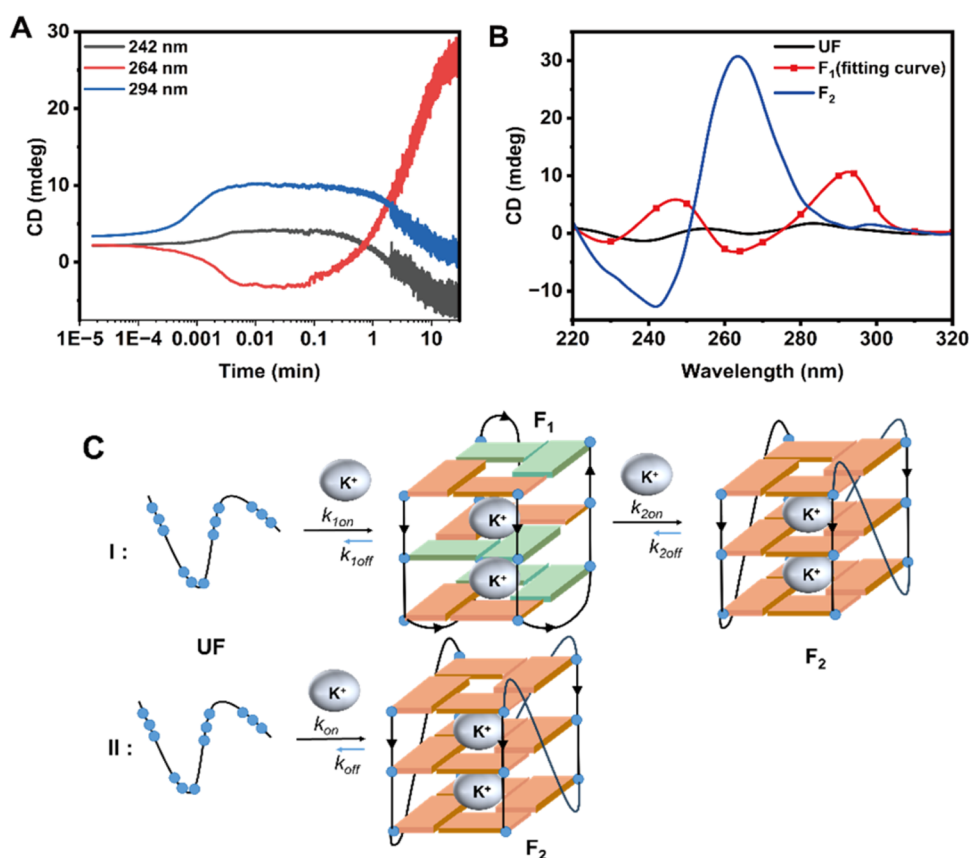 A
242 nm
264 nm
294 nm
CD (mdeg)
30
20
10
0
1E-5 1E-4 0.001 0.01 0.1 1 10
Time (min)
B
UF
F1(fitting curve)
F2
CD (mdeg)
30
20
10
0
−10
220 240 260 280 300 320
Wavelength (nm)
C
I :
K+
k1on
k1off
F1
K+
K+
K+
k2on
k2off
K+
K+
F2
UF
II :
K+
kon
koff
K+
K+
F2